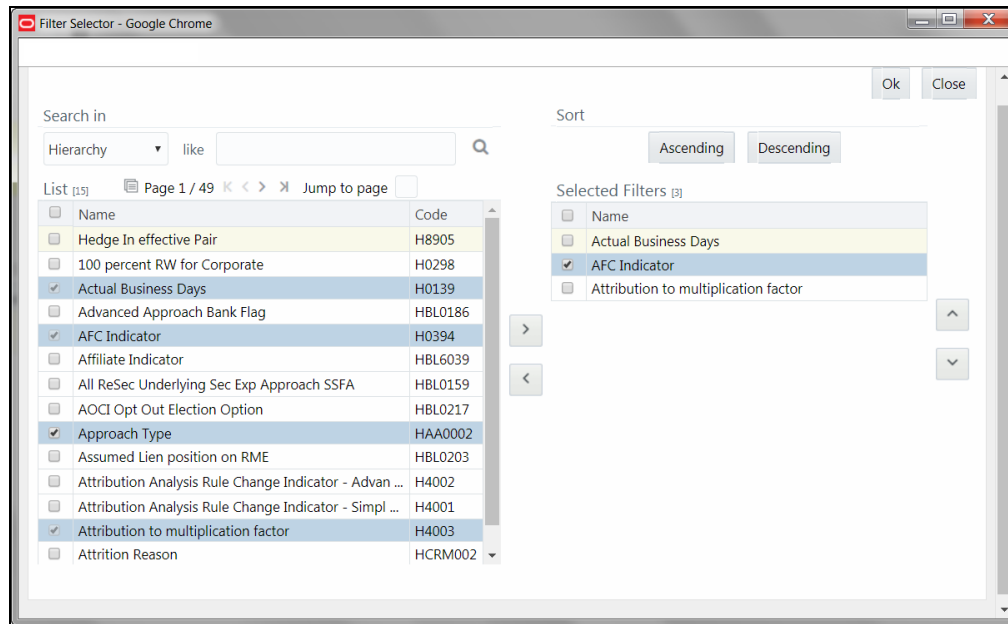 Filter Selector - Google Chrome
Ok Close
Search in
Hierarchy like
List [15] Page 1 / 49 Jump to page
Name Code
Hedge In effective Pair H8905
100 percent RW for Corporate H0298
Actual Business Days H0139
Advanced Approach Bank Flag HBL0186
AFC Indicator H0394
Affiliate Indicator HBL6039
All ReSec Underlying Sec Exp Approach SSFA HBL0159
AOCI Opt Out Election Option HBL0217
Approach Type HAA0002
Assumed Lien position on RME HBL0203
Attribution Analysis Rule Change Indicator - Advan ... H4002
Attribution Analysis Rule Change Indicator - Simpl ... H4001
Attribution to multiplication factor H4003
Attrition Reason HCRM002
Sort
Ascending Descending
Selected Filters [3]
Name
Actual Business Days
AFC Indicator
Attribution to multiplication factor